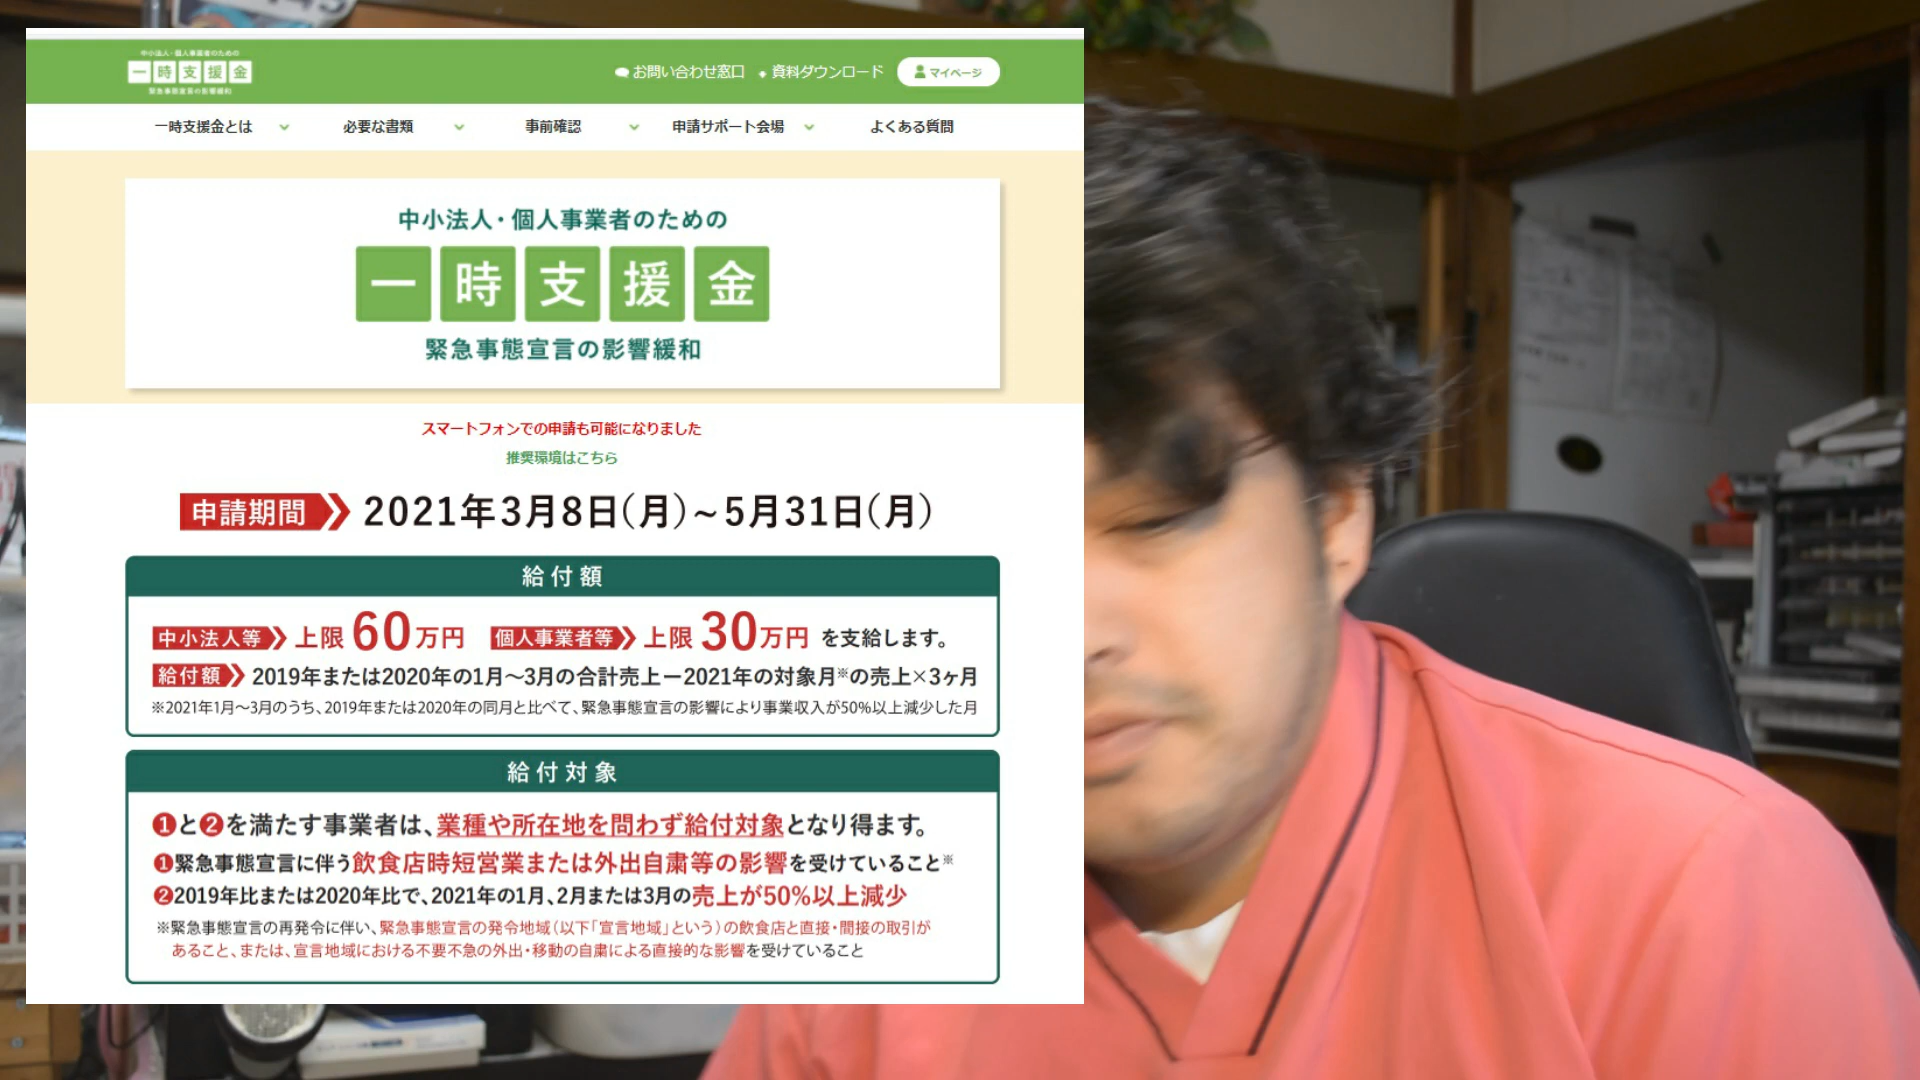 中小法人・個人事業者のための
一時支援金
緊急事態宣言の影響緩和
お問い合わせ窓口
資料ダウンロード
マイページ
一時支援金とは
必要な書類
事前確認
申請サポート会場
よくある質問
中小法人・個人事業者のための
一時支援金
緊急事態宣言の影響緩和
スマートフォンでの申請も可能になりました
推奨環境はこちら
申請期間 2021年3月8日(月)~5月31日(月)
給付額
中小法人等 上限60万円 個人事業者等 上限30万円 を支給します。
給付額 2019年または2020年の1月~3月の合計売上ー2021年の対象月※の売上×3ヶ月
※2021年1月~3月のうち、2019年または2020年の同月と比べて、緊急事態宣言の影響により事業収入が50%以上減少した月
給付対象
❶と❷を満たす事業者は、業種や所在地を問わず給付対象となり得ます。
❶緊急事態宣言に伴う飲食店時短営業または外出自粛等の影響を受けていること※
❷2019年比または2020年比で、2021年の1月、2月または3月の売上が50%以上減少
※緊急事態宣言の再発令に伴い、緊急事態宣言の発令地域(以下「宣言地域」という)の飲食店と直接・間接の取引が
あること、または、宣言地域における不要不急の外出・移動の自粛による直接的な影響を受けていること